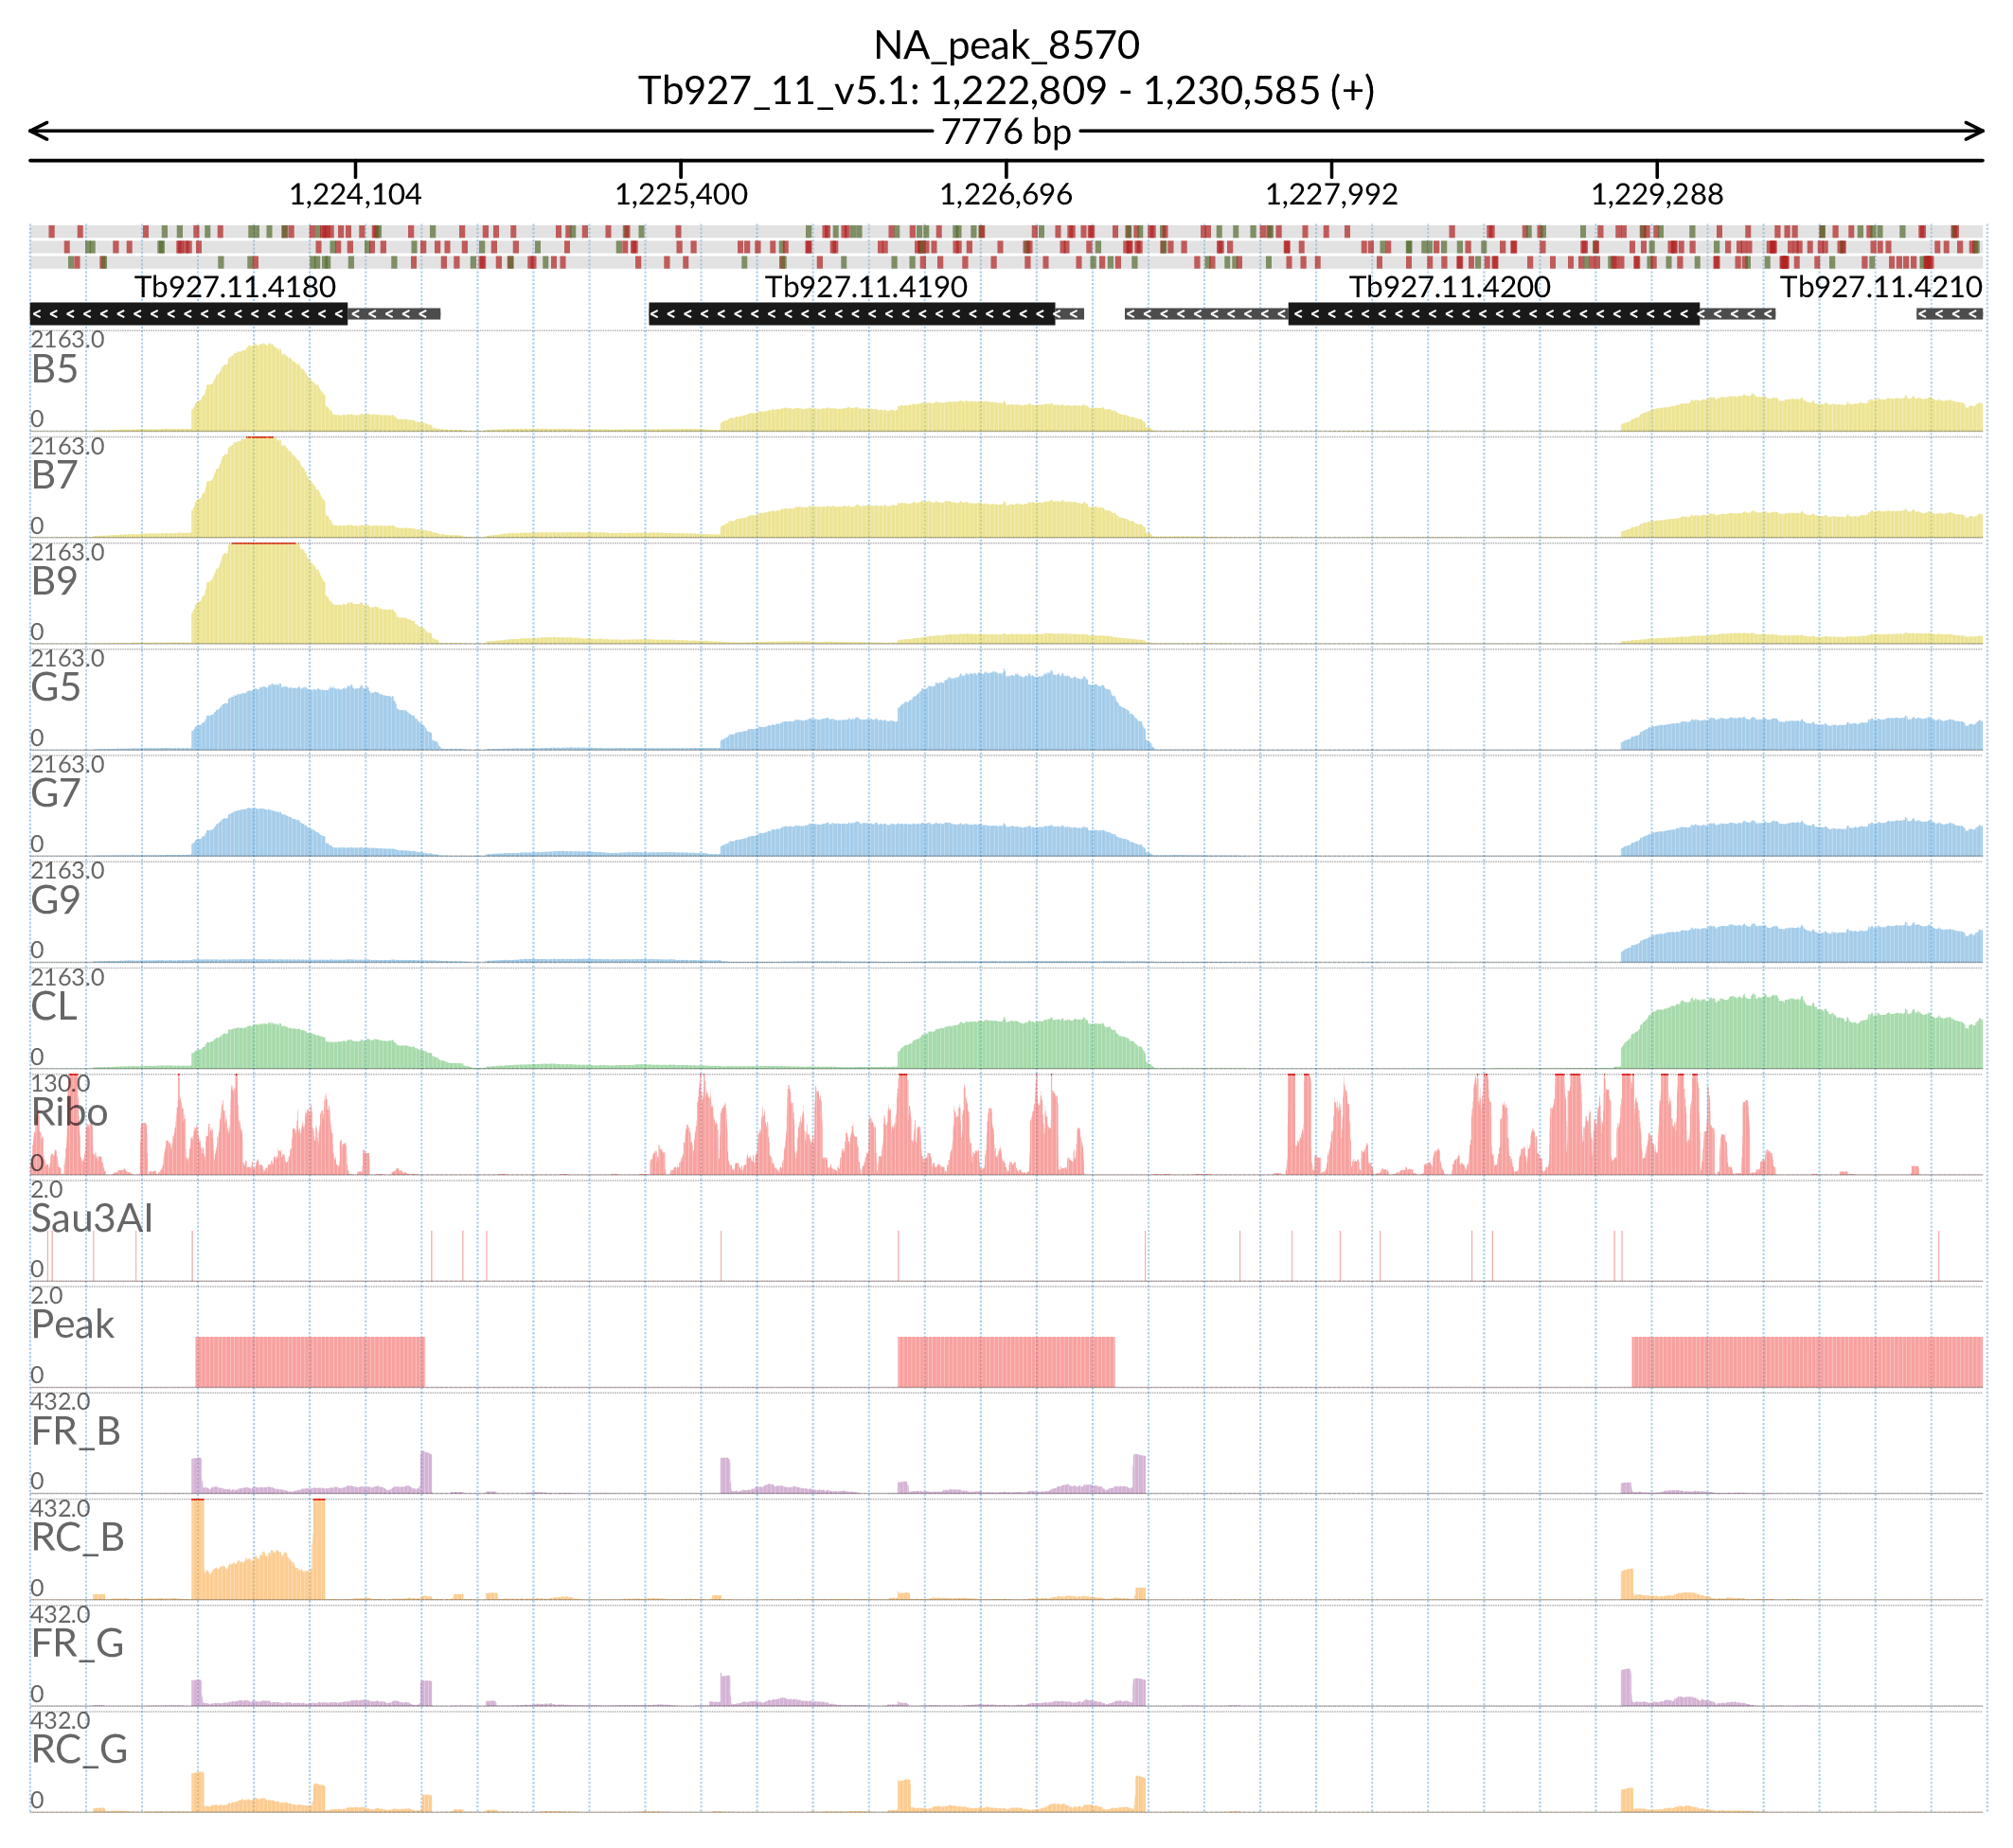 NA_peak_8570
Tb927_11_v5.1: 1,222,809 - 1,230,585 (+)
7776 bp
1,224,104 1,225,400 1,226,696 1,227,992 1,229,288
Tb927.11.4180 Tb927.11.4190 Tb927.11.4200 Tb927.11.4210
2163.0
B5
0
2163.0
B7
0
2163.0
B9
0
2163.0
G5
0
2163.0
G7
0
2163.0
G9
0
2163.0
CL
0
130.0
Ribo
0
2.0
Sau3AI
0
2.0
Peak
0
432.0
FR_B
0
432.0
RC_B
0
432.0
FR_G
0
432.0
RC_G
0